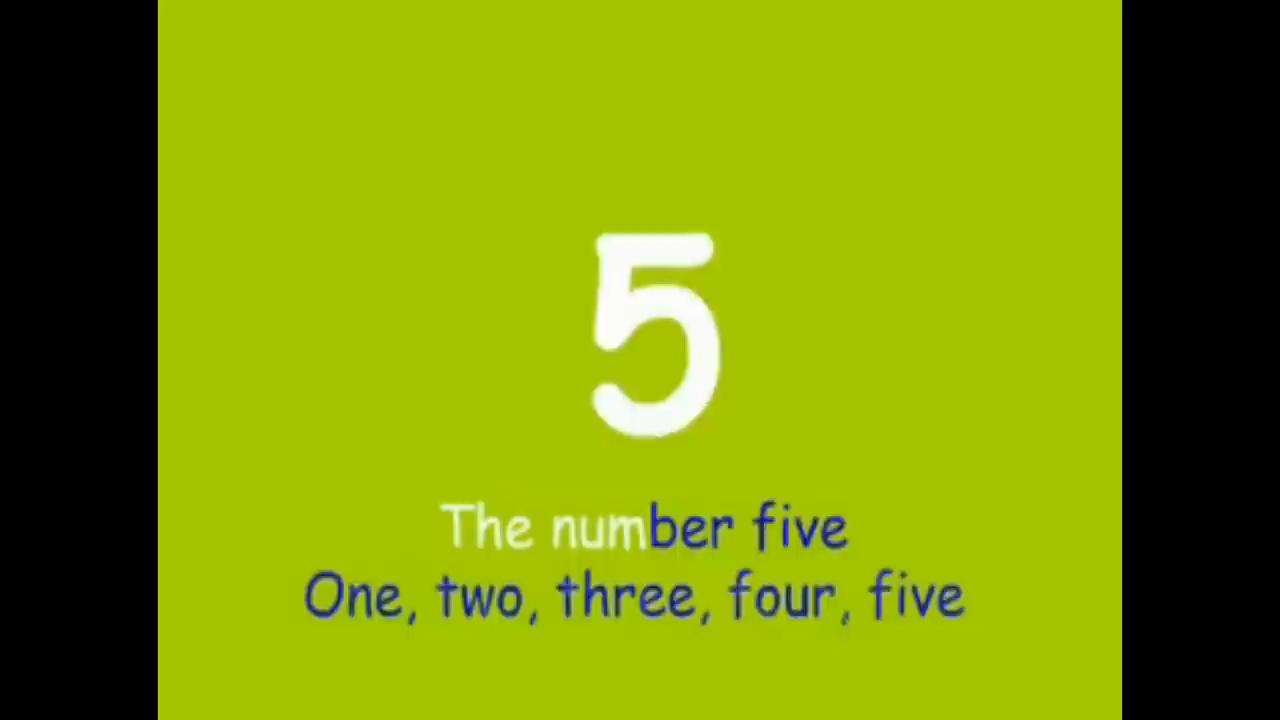 5
The number five
One, two, three, four, five